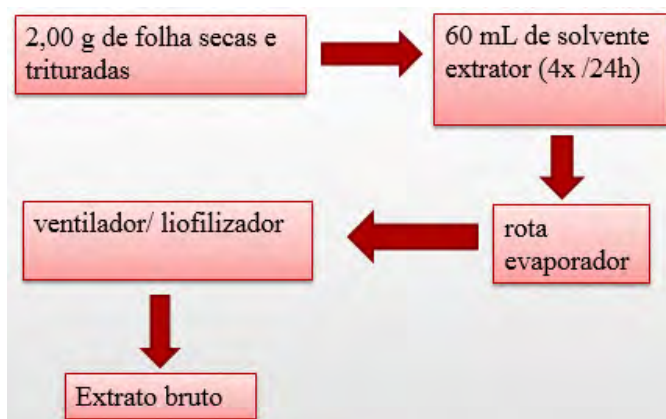 2,00 g de folha secas e
trituradas
60 mL de solvente
extrator (4x /24h)
rota
evaporador
ventilador/ liofilizador
Extrato bruto